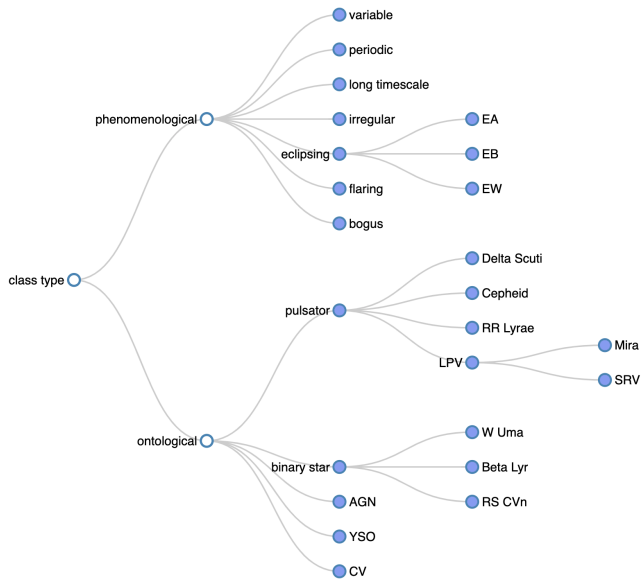 variable
periodic
long timescale
phenomenological
irregular
EA
eclipsing
EB
flaring
EW
bogus
Delta Scuti
class type
Cepheid
pulsator
RR Lyrae
Mira
LPV
SRV
W Uma
ontological
binary star
Beta Lyr
AGN
RS CVn
YSO
CV